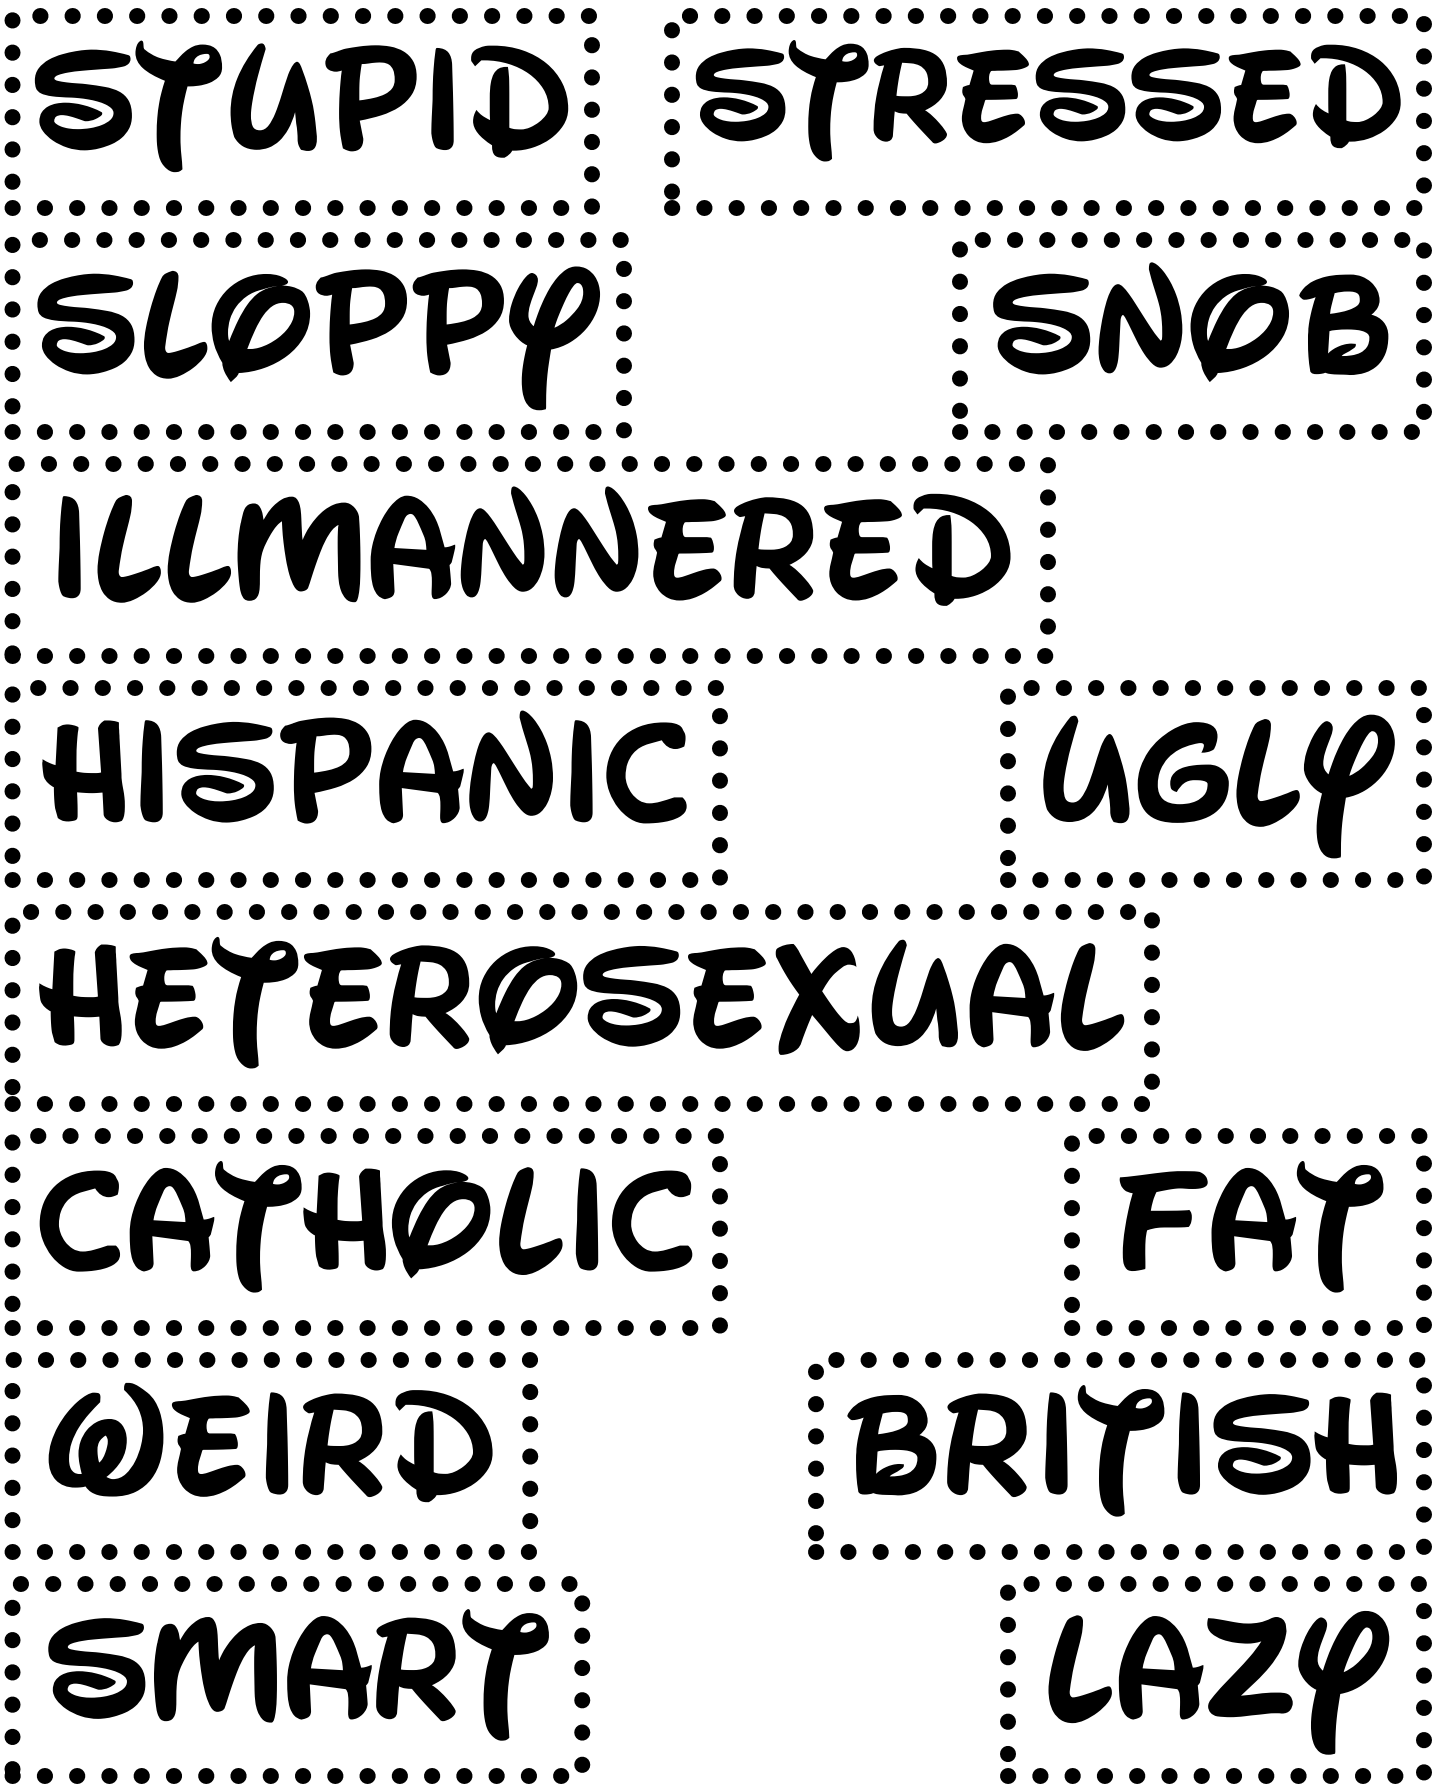 STUPID STRESSED
SLOPPY SNOB
ILLMANNERED
HISPANIC UGLY
HETEROSEXUAL
CATHOLIC FAT
WEIRD BRITISH
SMART LAZY